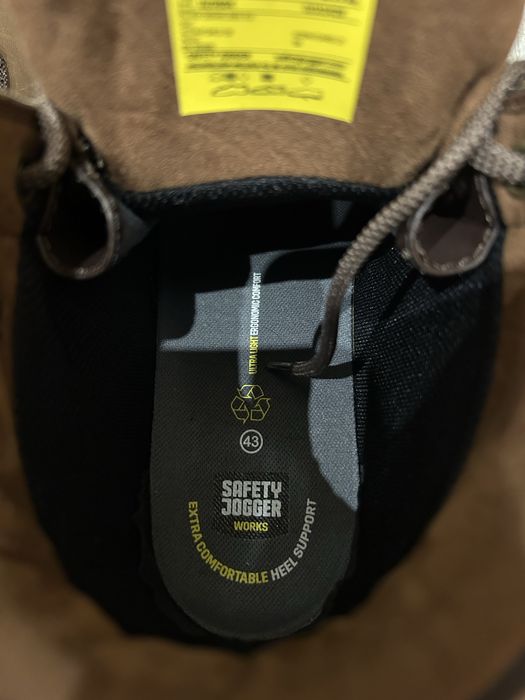 ULTRA LIGHT ERGONOMIC COMFORT
43
SAFETY
JOGGER
WORKS
EXTRA COMFORTABLE HEEL SUPPORT